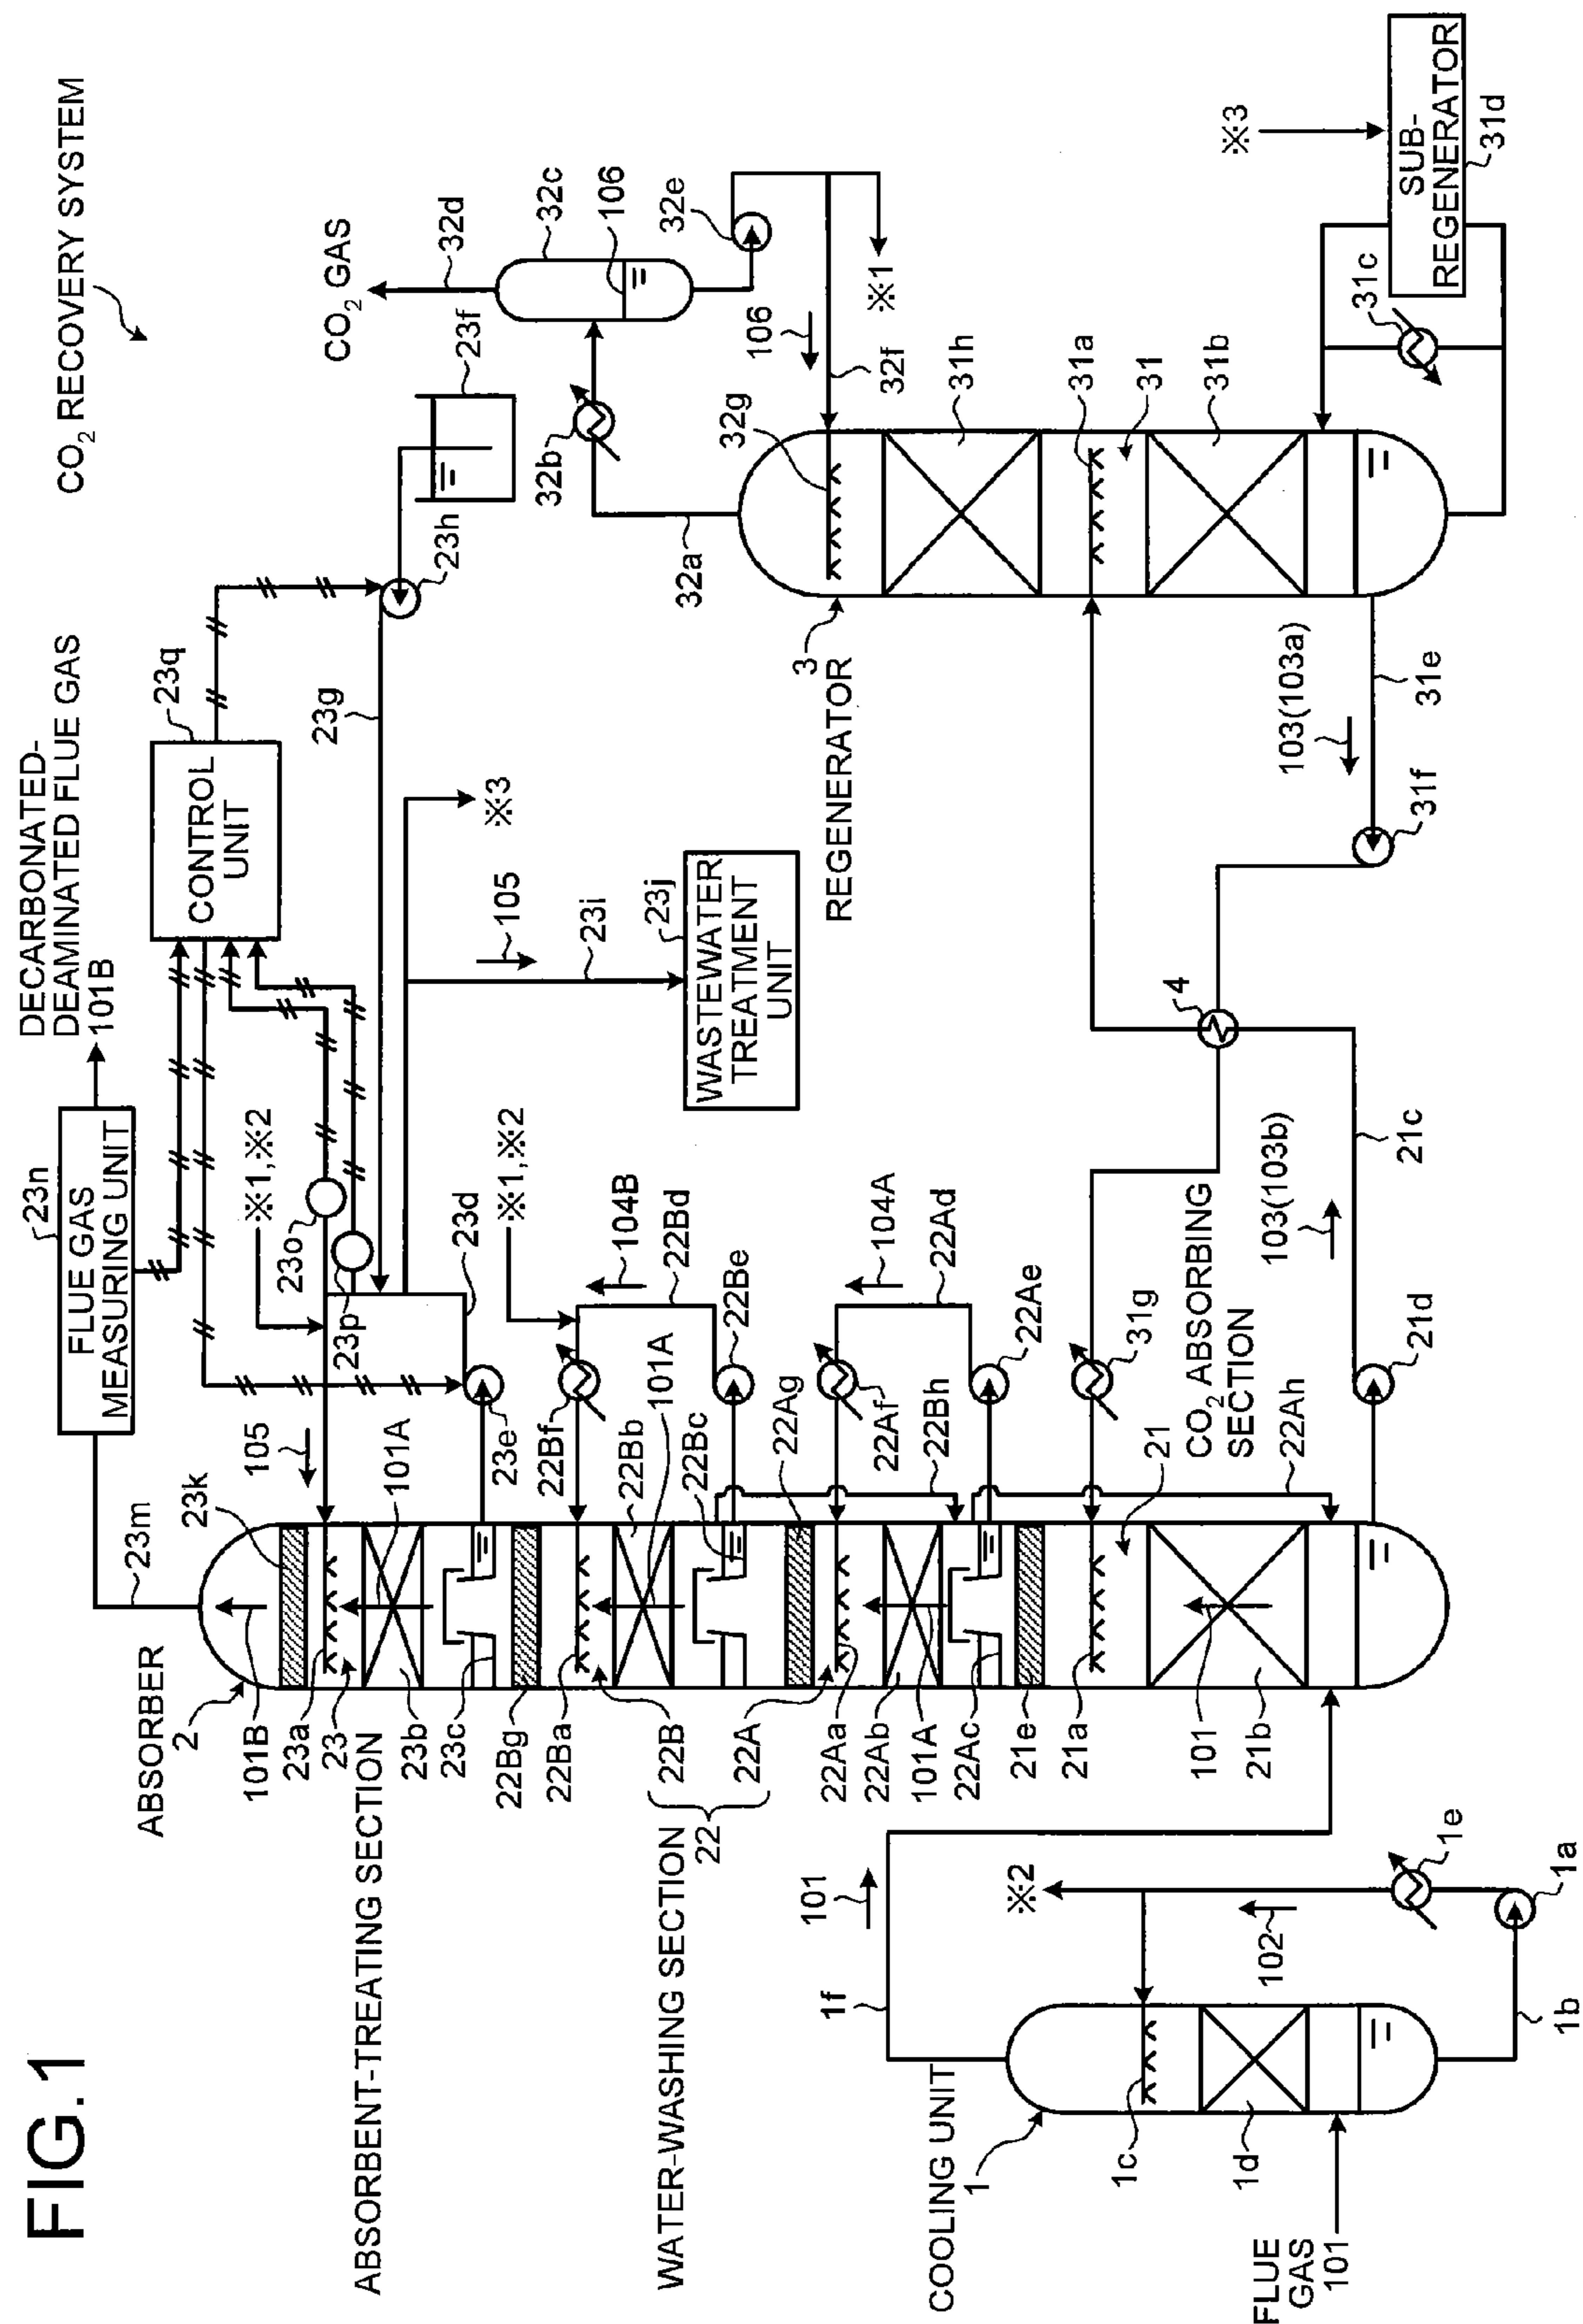 FIG.1
CO2 RECOVERY SYSTEM
DECARBONATED-
DEAMINATED FLUE GAS
101B
23n
FLUE GAS
MEASURING UNIT
23q
CONTROL
UNIT
23m
23k
105
※1,※2
23o
23p
23g
23h
23f
CO2 GAS
32d
32c
106
32e
※1
106
32f
32g
32b
32a
ABSORBER
2
101B
23a
23
23b
23c
ABSORBENT-TREATING SECTION
101A
23e
23d
※3
105
23i
23j
WASTEWATER
TREATMENT
UNIT
※1,※2
104B
22Bd
22Be
22Bf
22Bb
101A
22Bc
22Ag
22Bg
22Ba
22B
22A
22
WATER-WASHING SECTION
104A
22Ad
22Ae
22Af
22Bh
22Aa
22Ab
101A
22Ac
21e
21a
101
21b
31g
21
CO2 ABSORBING
SECTION
22Ah
21d
21c
103(103b)
4
3
REGENERATOR
31h
31a
31
31b
31c
※3
SUB-
REGENERATOR
31d
103(103a)
31e
31f
COOLING UNIT
1
1c
1d
FLUE
GAS
101
1f
101
※2
102
1e
1a
1b